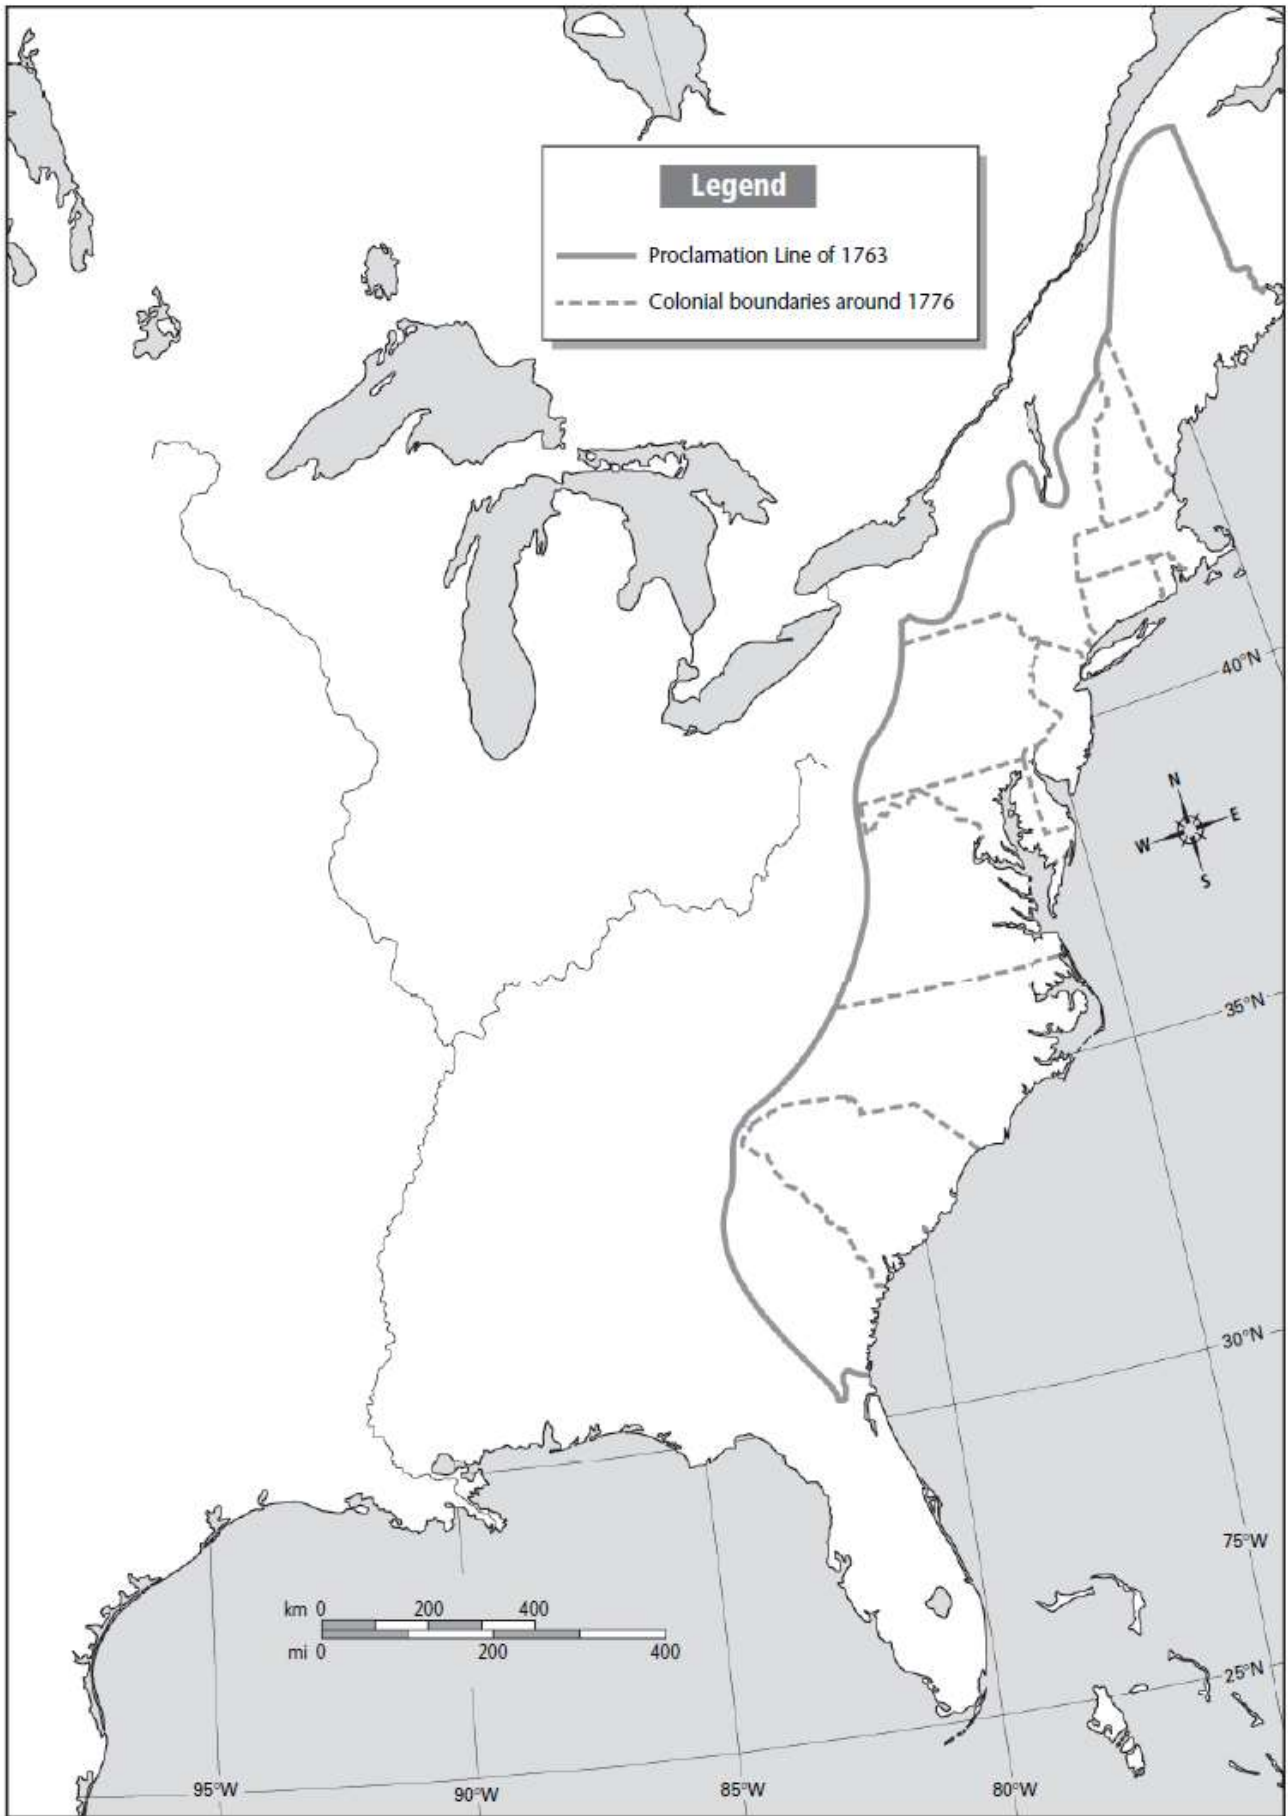 Legend
Proclamation Line of 1763
Colonial boundaries around 1776
40°N
N
E
W
S
35°N
30°N
75°W
km 0 200 400
mi 0 200 400
25°N
95°W 90°W 85°W 80°W